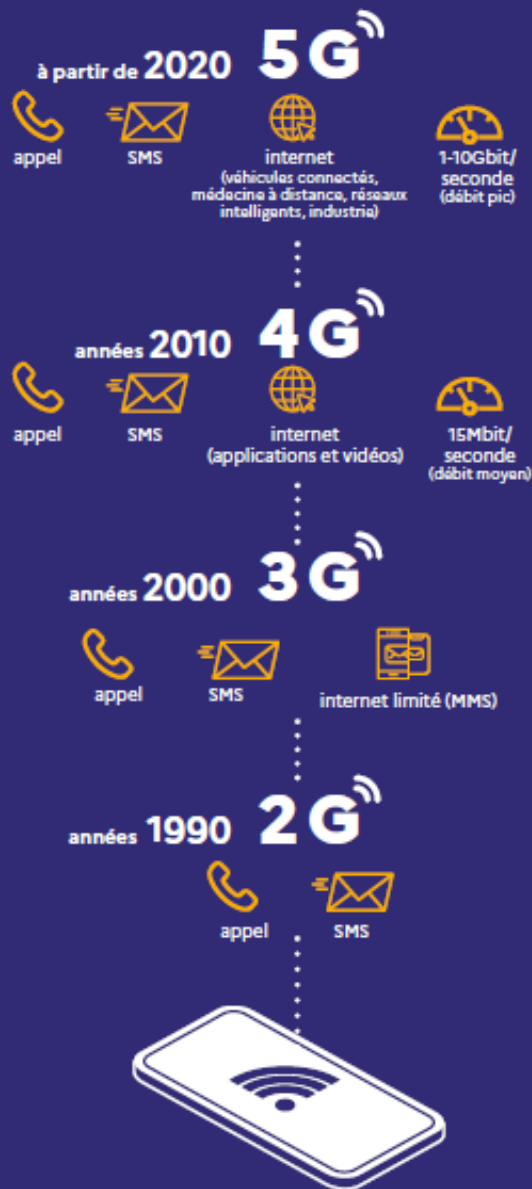 à partir de 2020 5G
appel SMS internet 1-10Gbit/
(véhicules connectés, seconde
médecine à distance, réseaux (débit pic)
intelligents, industrie)
années 2010 4G
appel SMS internet 15Mbit/
(applications et vidéos) seconde
(débit moyen)
années 2000 3G
appel SMS internet limité (MMS)
années 1990 2G
appel SMS